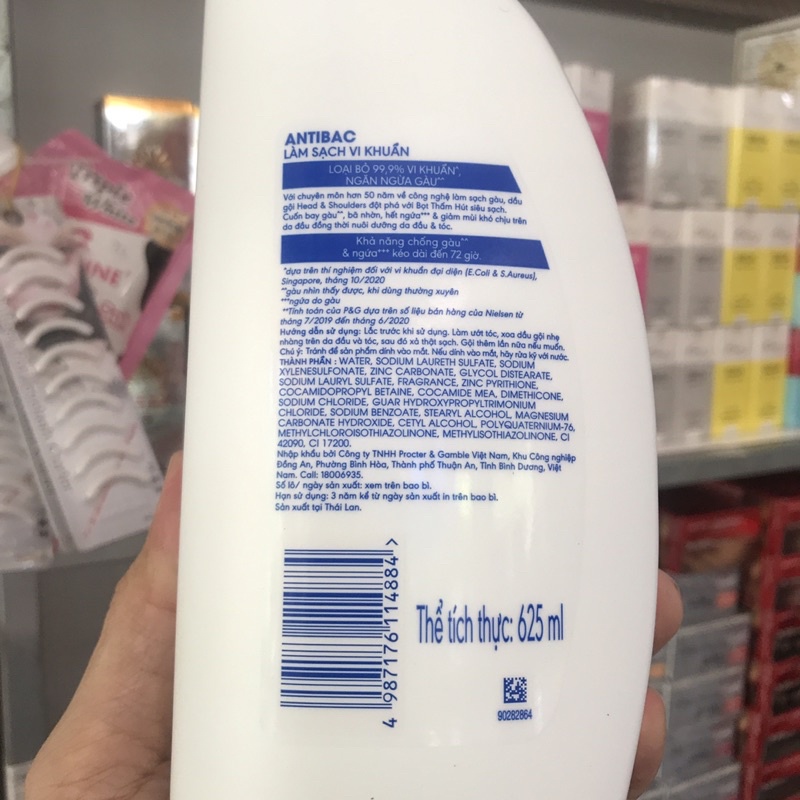 ANTIBAC
LÀM SẠCH VI KHUẨN
LOẠI BỎ 99,9% VI KHUẨN*,
NGĂN NGỪA GÀU**
Với chuyên môn hơn 50 năm về công nghệ làm sạch gàu, dầu
gội Head & Shoulders đột phá với Bọt Thấm Hút siêu sạch.
Cuốn bay gàu**, bã nhờn, hết ngứa*** & giảm mùi khó chịu trên
da đầu đồng thời nuôi dưỡng da đầu & tóc.
Khả năng chống gàu**
& ngứa*** kéo dài đến 72 giờ.
*dựa trên thí nghiệm đối với vi khuẩn đại diện (E.Coli & S.Aureus),
Singapore, tháng 10/2020
**gàu nhìn thấy được, khi dùng thường xuyên
***ngứa do gàu
**Tính toán của P&G dựa trên số liệu bán hàng của Nielsen từ
tháng 7/2019 đến tháng 6/2020
Hướng dẫn sử dụng: Lắc trước khi sử dụng. Làm ướt tóc, xoa dầu gội nhẹ
nhàng trên da đầu và tóc, sau đó xả thật sạch. Gội thêm lần nữa nếu muốn.
Chú ý: Tránh để sản phẩm dính vào mắt. Nếu dính vào mắt, hãy rửa kỹ với nước.
THÀNH PHẦN : WATER, SODIUM LAURETH SULFATE, SODIUM
XYLENESULFONATE, ZINC CARBONATE, GLYCOL DISTEARATE,
SODIUM LAURYL SULFATE, FRAGRANCE, ZINC PYRITHIONE,
COCAMIDOPROPYL BETAINE, COCAMIDE MEA, DIMETHICONE,
SODIUM CHLORIDE, GUAR HYDROXYPROPYLTRIMONIUM
CHLORIDE, SODIUM BENZOATE, STEARYL ALCOHOL, MAGNESIUM
CARBONATE HYDROXIDE, CETYL ALCOHOL, POLYQUATERNIUM-76,
METHYLCHLOROISOTHIAZOLINONE, METHYLISOTHIAZOLINONE, CI
42090, CI 17200.
Nhập khẩu bởi Công ty TNHH Procter & Gamble Việt Nam, Khu Công nghiệp
Đồng An, Phường Bình Hòa, Thành phố Thuận An, Tỉnh Bình Dương, Việt
Nam. Call: 18006935.
Số lô/ ngày sản xuất: xem trên bao bì.
Hạn sử dụng: 3 năm kể từ ngày sản xuất in trên bao bì.
Sản xuất tại Thái Lan.
4 987176 114884 >
Thể tích thực: 625 ml
90282864